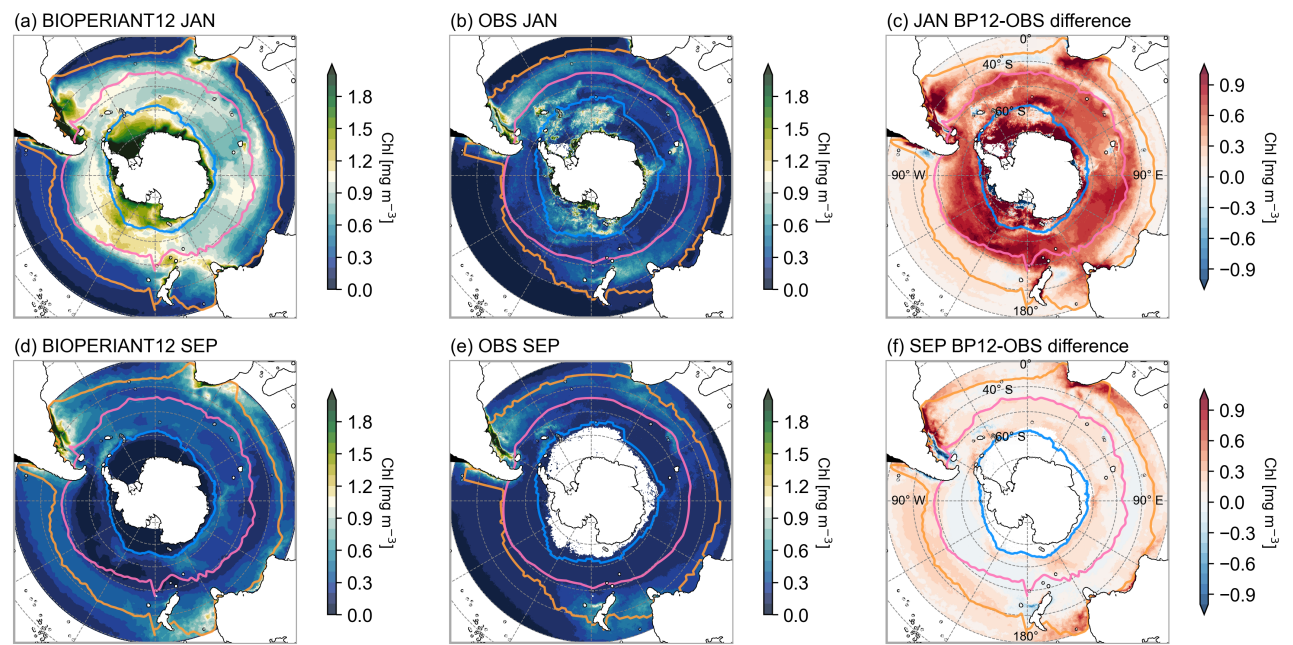 (a) BIOPERIANT12 JAN
(b) OBS JAN
(c) JAN BP12-OBS difference
1.8
1.5
1.2
0.9
0.6
0.3
0.0
Chl [mg m⁻³]
1.8
1.5
1.2
0.9
0.6
0.3
0.0
Chl [mg m⁻³]
0°
40° S
60° S
90° W
90° E
180°
0.9
0.6
0.3
0.0
−0.3
−0.6
−0.9
Chl [mg m⁻³]
(d) BIOPERIANT12 SEP
(e) OBS SEP
(f) SEP BP12-OBS difference
1.8
1.5
1.2
0.9
0.6
0.3
0.0
Chl [mg m⁻³]
1.8
1.5
1.2
0.9
0.6
0.3
0.0
Chl [mg m⁻³]
0°
40° S
60° S
90° W
90° E
180°
0.9
0.6
0.3
0.0
−0.3
−0.6
−0.9
Chl [mg m⁻³]